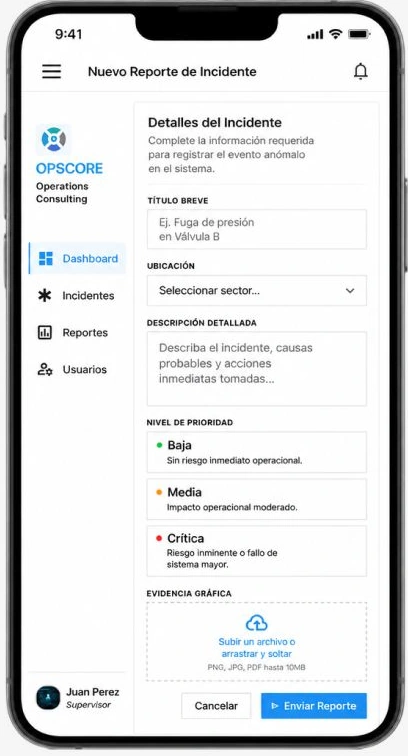 9:41
Nuevo Reporte de Incidente
OPSCORE
Operations
Consulting
Dashboard
Incidentes
Reportes
Usuarios
Juan Perez
Supervisor
Detalles del Incidente
Complete la información requerida
para registrar el evento anómalo
en el sistema.
TÍTULO BREVE
Ej. Fuga de presión
en Válvula B
UBICACIÓN
Seleccionar sector...
DESCRIPCIÓN DETALLADA
Describa el incidente, causas
probables y acciones
inmediatas tomadas...
NIVEL DE PRIORIDAD
Baja
Sin riesgo inmediato operacional.
Media
Impacto operacional moderado.
Crítica
Riesgo inminente o fallo de
sistema mayor.
EVIDENCIA GRÁFICA
Subir un archivo o
arrastrar y soltar
PNG, JPG, PDF hasta 10MB
Cancelar
Enviar Reporte